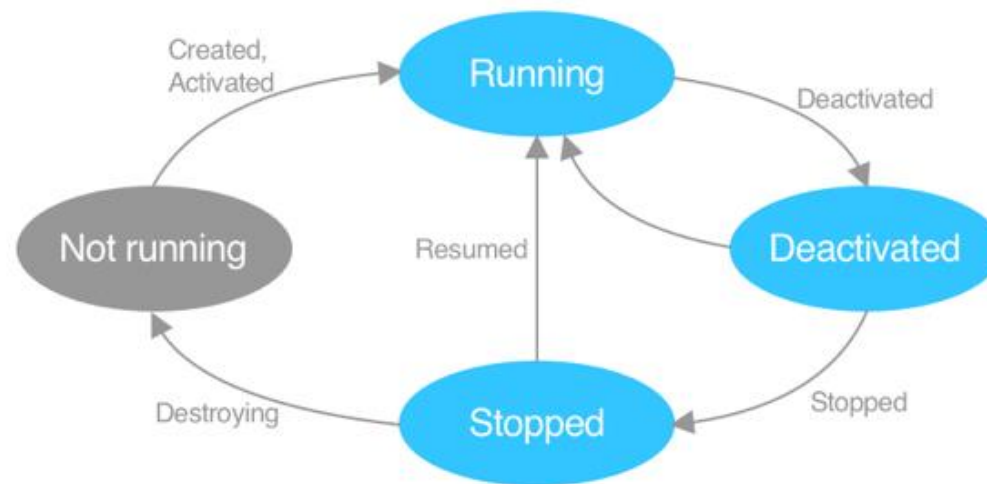 Created,
Activated
Running
Deactivated
Not running
Resumed
Deactivated
Destroying
Stopped
Stopped